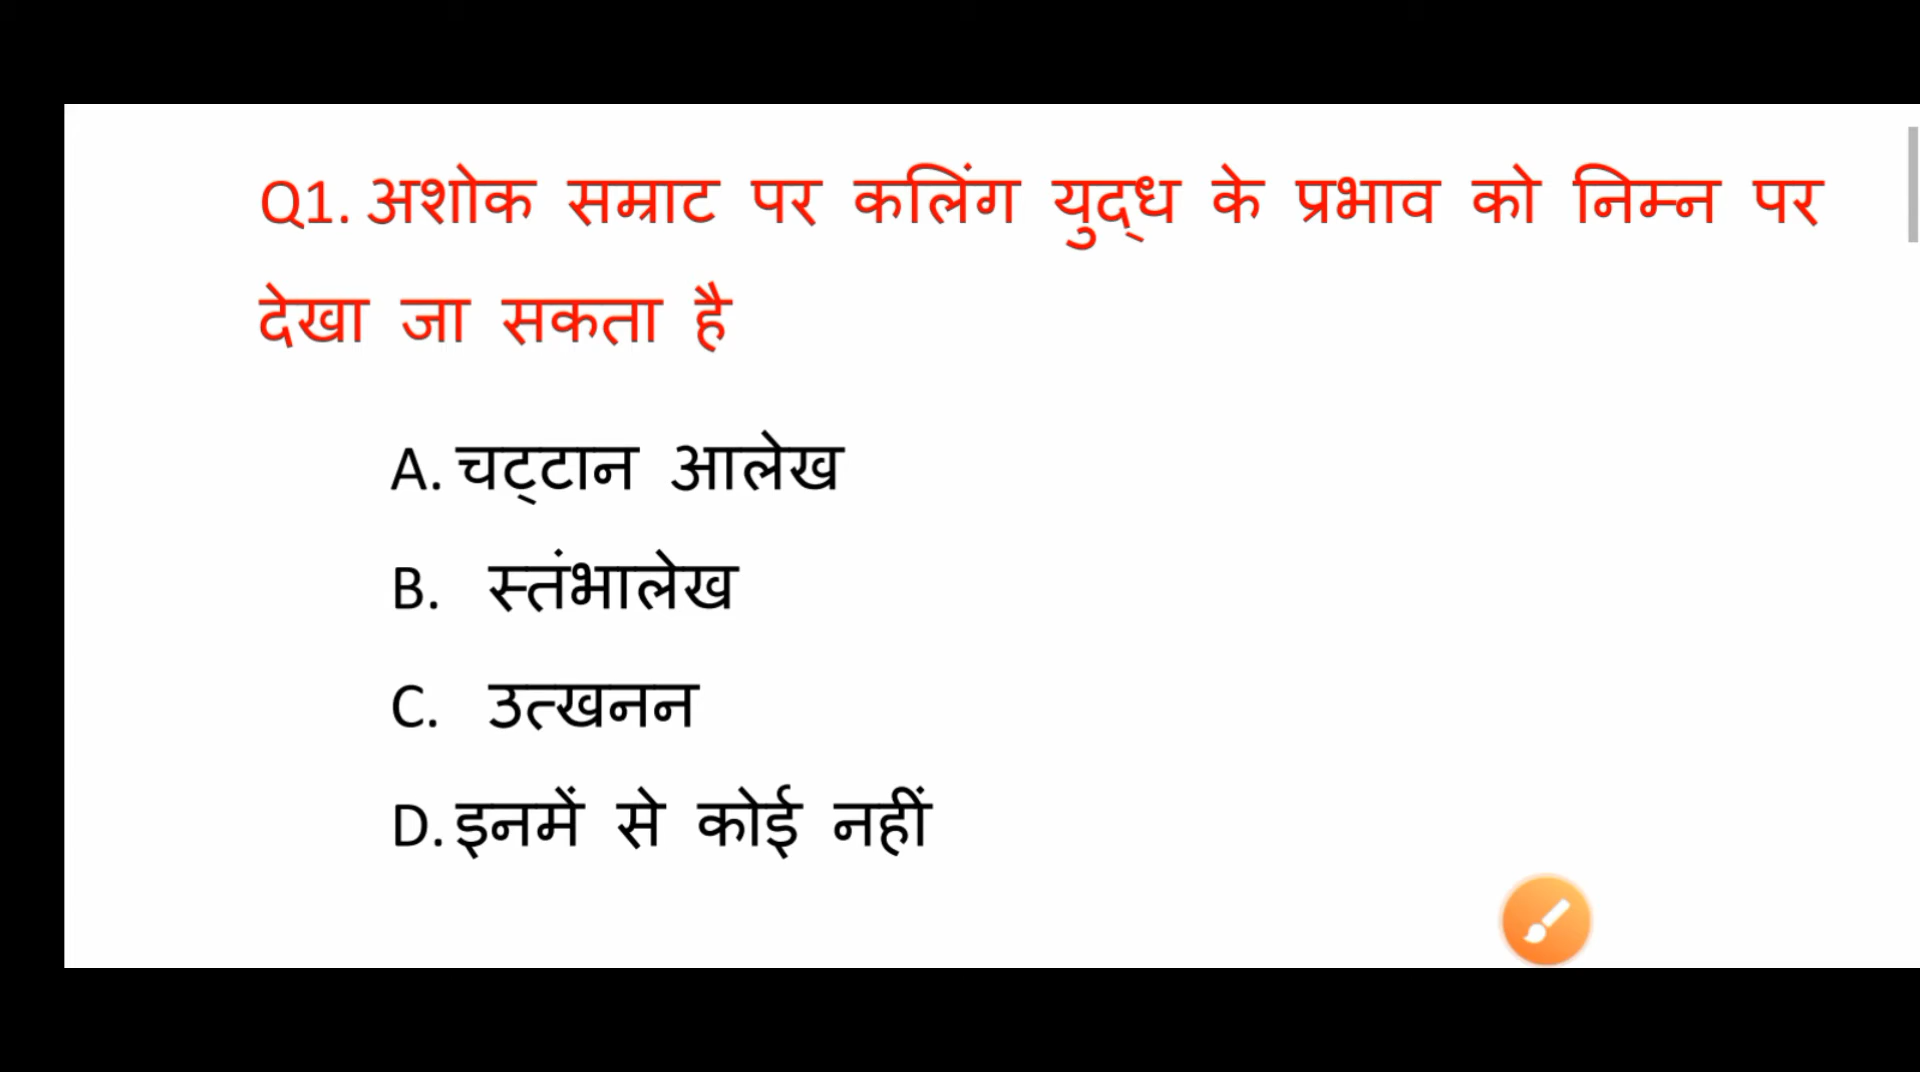 Q1. अशोक सम्राट पर कलिंग युद्ध के प्रभाव को निम्न पर
देखा जा सकता है
A. चट्टान आलेख
B. स्तंभालेख
C. उत्खनन
D. इनमें से कोई नहीं